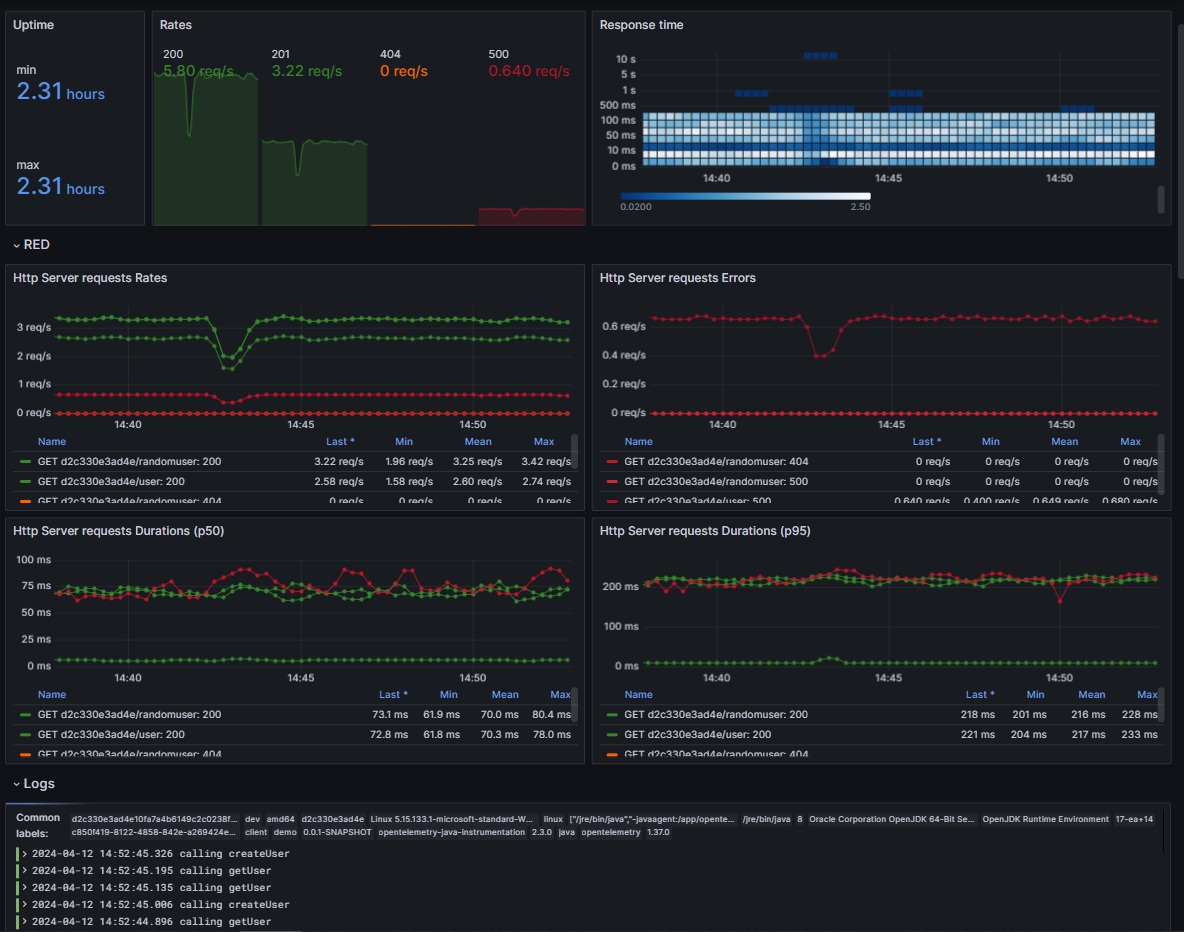 Uptime
min
2.31 hours
max
2.31 hours
Rates
200 201 404 500
5.80 req/s 3.22 req/s 0 req/s 0.640 req/s
Response time
10 s
5 s
1 s
500 ms
100 ms
50 ms
10 ms
0 ms
14:40 14:45 14:50
0.0200 2.50
RED
Http Server requests Rates
3 req/s
2 req/s
1 req/s
0 req/s
14:40 14:45 14:50
Name Last * Min Mean Max
GET d2c330e3ad4e/randomuser: 200 3.22 req/s 1.96 req/s 3.25 req/s 3.42 req/s
GET d2c330e3ad4e/user: 200 2.58 req/s 1.58 req/s 2.60 req/s 2.74 req/s
GET d2c330e3ad4e/randomuser: 404 0 req/s 0 req/s 0 req/s 0 req/s
Http Server requests Errors
0.6 req/s
0.4 req/s
0.2 req/s
0 req/s
14:40 14:45 14:50
Name Last * Min Mean Max
GET d2c330e3ad4e/randomuser: 404 0 req/s 0 req/s 0 req/s 0 req/s
GET d2c330e3ad4e/randomuser: 500 0 req/s 0 req/s 0 req/s 0 req/s
GET d2c330e3ad4e/user: 500 0.640 req/s 0.400 req/s 0.649 req/s 0.680 req/s
Http Server requests Durations (p50)
100 ms
75 ms
50 ms
25 ms
0 ms
14:40 14:45 14:50
Name Last * Min Mean Max
GET d2c330e3ad4e/randomuser: 200 73.1 ms 61.9 ms 70.0 ms 80.4 ms
GET d2c330e3ad4e/user: 200 72.8 ms 61.8 ms 70.3 ms 78.0 ms
GET d2c330e3ad4e/randomuser: 404
Http Server requests Durations (p95)
200 ms
100 ms
0 ms
14:40 14:45 14:50
Name Last * Min Mean Max
GET d2c330e3ad4e/randomuser: 200 218 ms 201 ms 216 ms 228 ms
GET d2c330e3ad4e/user: 200 221 ms 204 ms 217 ms 233 ms
GET d2c330e3ad4e/randomuser: 404
Logs
Common labels:
d2c330e3ad4e10fa7a4b6149c2c0238f... dev amd64 d2c330e3ad4e Linux 5.15.133.1-microsoft-standard-W... linux ["/jre/bin/java","-javaagent:/app/opente... /jre/bin/java 8 Oracle Corporation OpenJDK 64-Bit Se... OpenJDK Runtime Environment 17-ea+14
c850f419-8122-4858-842e-a269424e... client demo 0.0.1-SNAPSHOT opentelemetry-java-instrumentation 2.3.0 java opentelemetry 1.37.0
2024-04-12 14:52:45.326 calling createUser
2024-04-12 14:52:45.195 calling getUser
2024-04-12 14:52:45.135 calling getUser
2024-04-12 14:52:45.006 calling createUser
2024-04-12 14:52:44.896 calling getUser